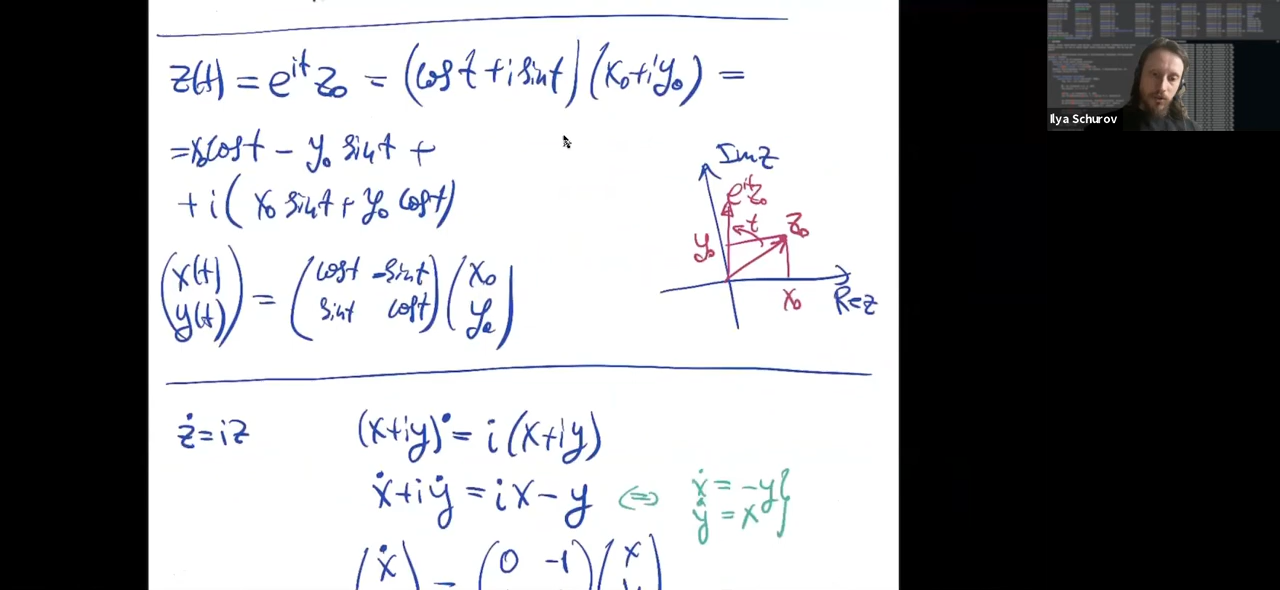 z(t) = e^{it} z₀ = (cos t + i sin t)(x₀ + i y₀) =
= x₀ cos t − y₀ sin t +
+ i( x₀ sin t + y₀ cos t)
(x(t) y(t)) = (cos t −sin t sin t cos t)(x₀ y₀)
Im z
e^{it} z₀
t
z₀
y₀
x₀
Re z
ż = iz
(x+iy)˙ = i(x+iy)
ẋ+iẏ = ix − y ⇔ ẋ = −y ẏ = x }
(ẋ = (0 −1 (x
Ilya Schurov